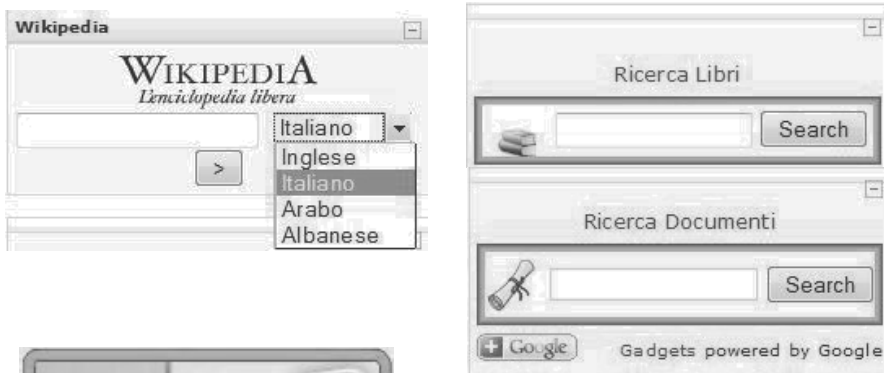 Wikipedia
WIKIPEDIA
L'enciclopedia libera
Italiano
>
Inglese
Italiano
Arabo
Albanese
Ricerca Libri
Search
Ricerca Documenti
Search
Google
Gadgets powered by Google